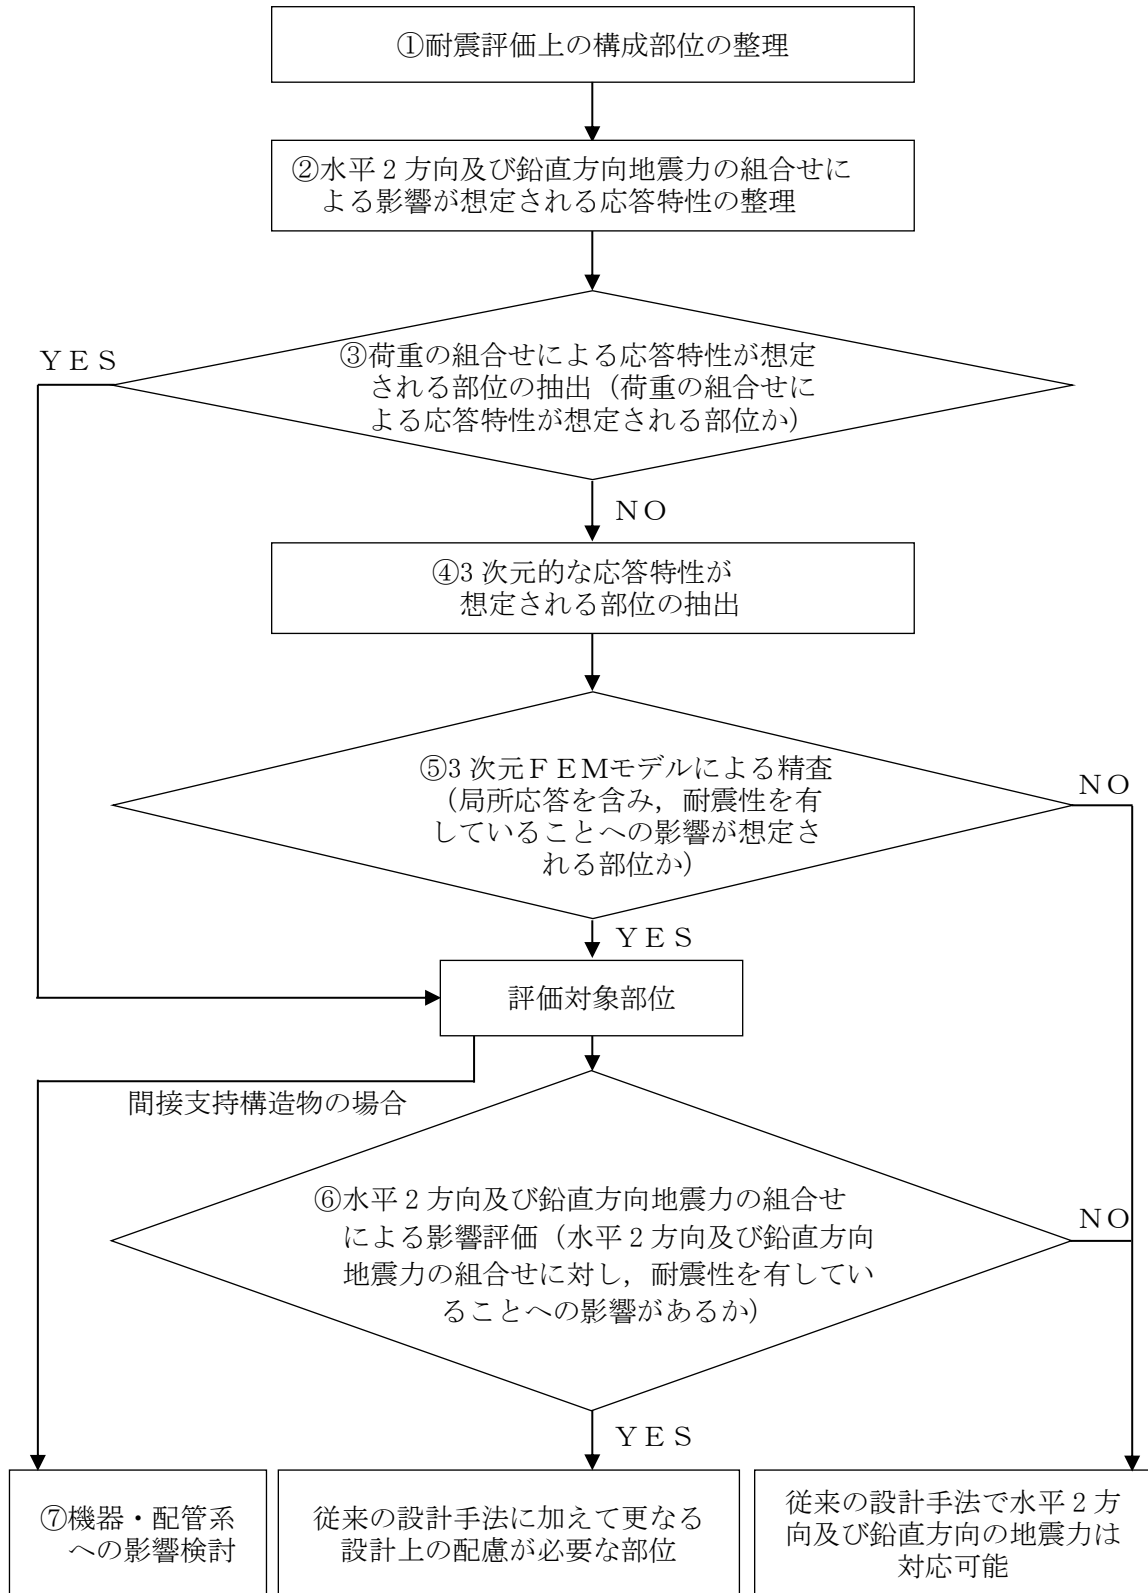 ①耐震評価上の構成部位の整理
②水平2方向及び鉛直方向地震力の組合せに
よる影響が想定される応答特性の整理
YES
③荷重の組合せによる応答特性が想定
される部位の抽出（荷重の組合せに
よる応答特性が想定される部位か）
NO
④3次元的な応答特性が
想定される部位の抽出
⑤3次元FEMモデルによる精査
（局所応答を含み，耐震性を有
していることへの影響が想定さ
れる部位か）
NO
YES
評価対象部位
間接支持構造物の場合
⑥水平2方向及び鉛直方向地震力の組合せ
による影響評価（水平2方向及び鉛直方向
地震力の組合せに対し，耐震性を有してい
ることへの影響があるか）
NO
YES
⑦機器・配管系
への影響検討
従来の設計手法に加えて更なる
設計上の配慮が必要な部位
従来の設計手法で水平2方
向及び鉛直方向の地震力は
対応可能